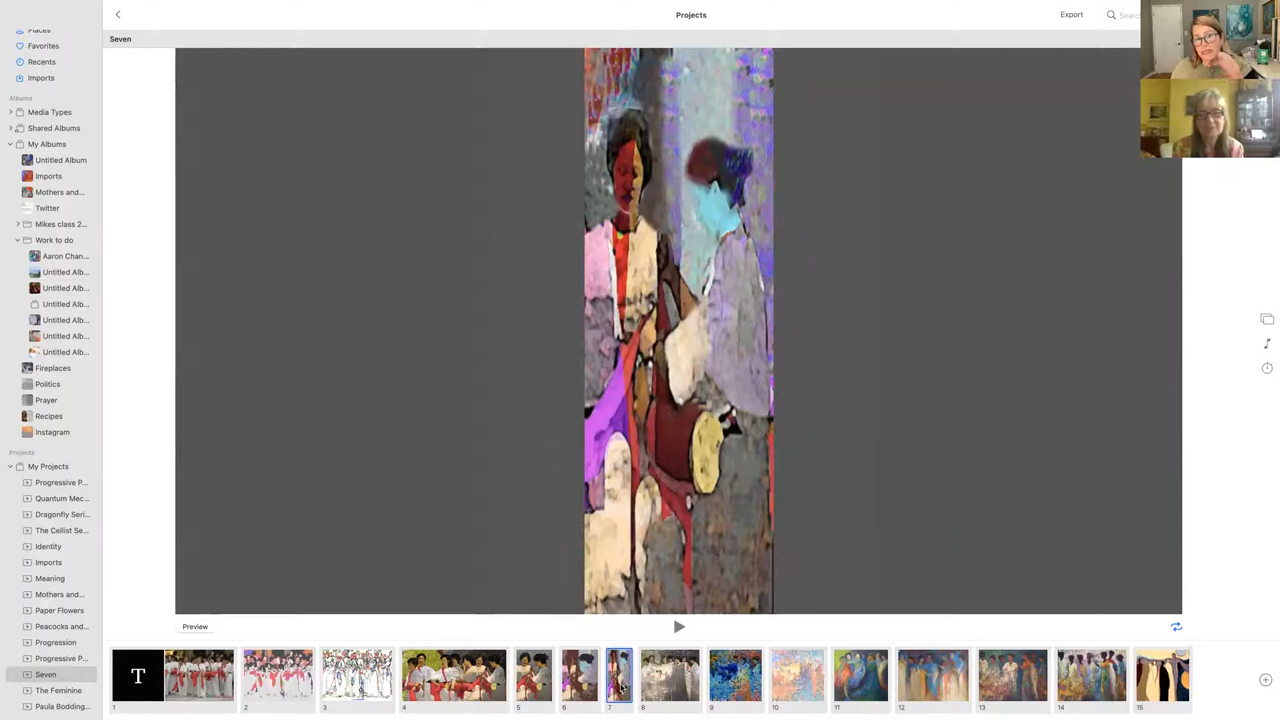 Projects
Export
Search
Seven
Places
Favorites
Recents
Imports
Albums
Media Types
Shared Albums
My Albums
Untitled Album
Imports
Mothers and...
Twitter
Mikes class 2...
Work to do
Aaron Chan...
Untitled Alb...
Untitled Alb...
Untitled Alb...
Untitled Alb...
Untitled Alb...
Untitled Alb...
Fireplaces
Politics
Prayer
Recipes
Instagram
Projects
My Projects
Progressive P...
Quantum Mec...
Dragonfly Seri...
The Cellist Se...
Identity
Imports
Meaning
Mothers and...
Paper Flowers
Peacocks and...
Progression
Progressive P...
Seven
The Feminine
Paula Bodding...
Preview
T
1 2 3 4 5 6 7 8 9 10 11 12 13 14 15